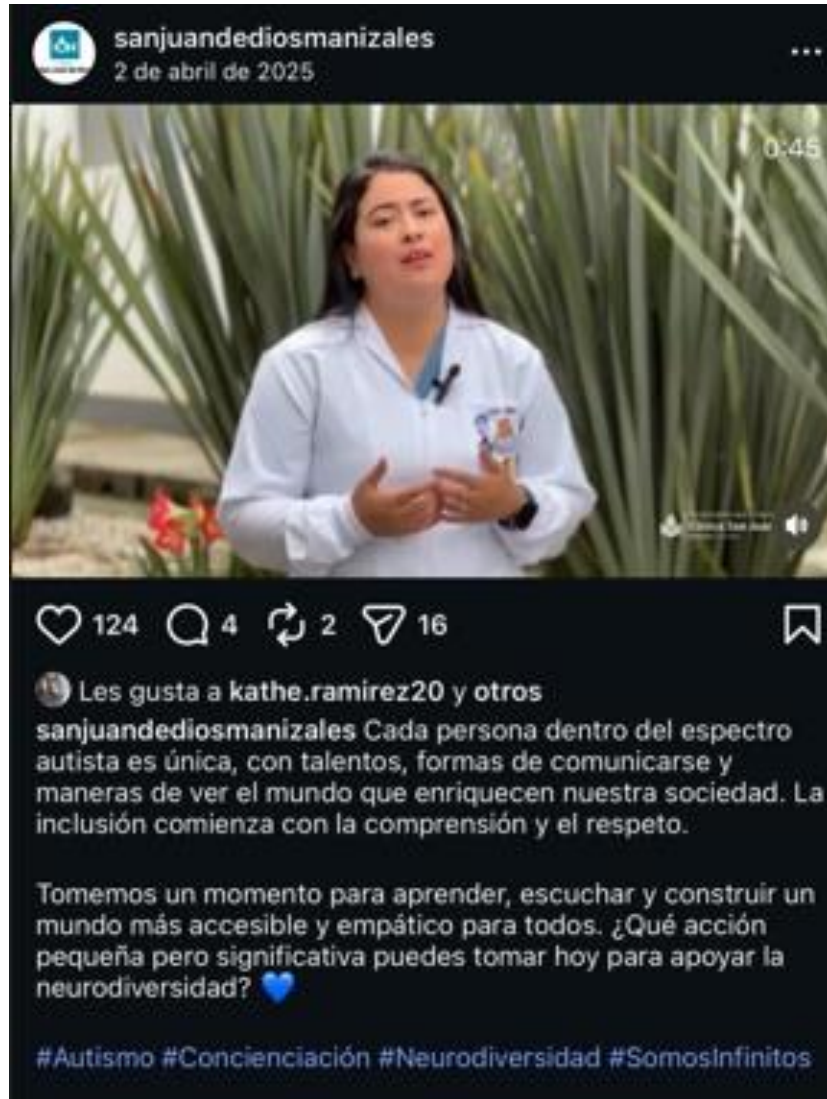 sanjuandediosmanizales
2 de abril de 2025
0:45
124 4 2 16
Les gusta a kathe.ramirez20 y otros
sanjuandediosmanizales Cada persona dentro del espectro
autista es única, con talentos, formas de comunicarse y
maneras de ver el mundo que enriquecen nuestra sociedad. La
inclusión comienza con la comprensión y el respeto.
Tomemos un momento para aprender, escuchar y construir un
mundo más accesible y empático para todos. ¿Qué acción
pequeña pero significativa puedes tomar hoy para apoyar la
neurodiversidad? 💙
#Autismo #Concienciación #Neurodiversidad #SomosInfinitos